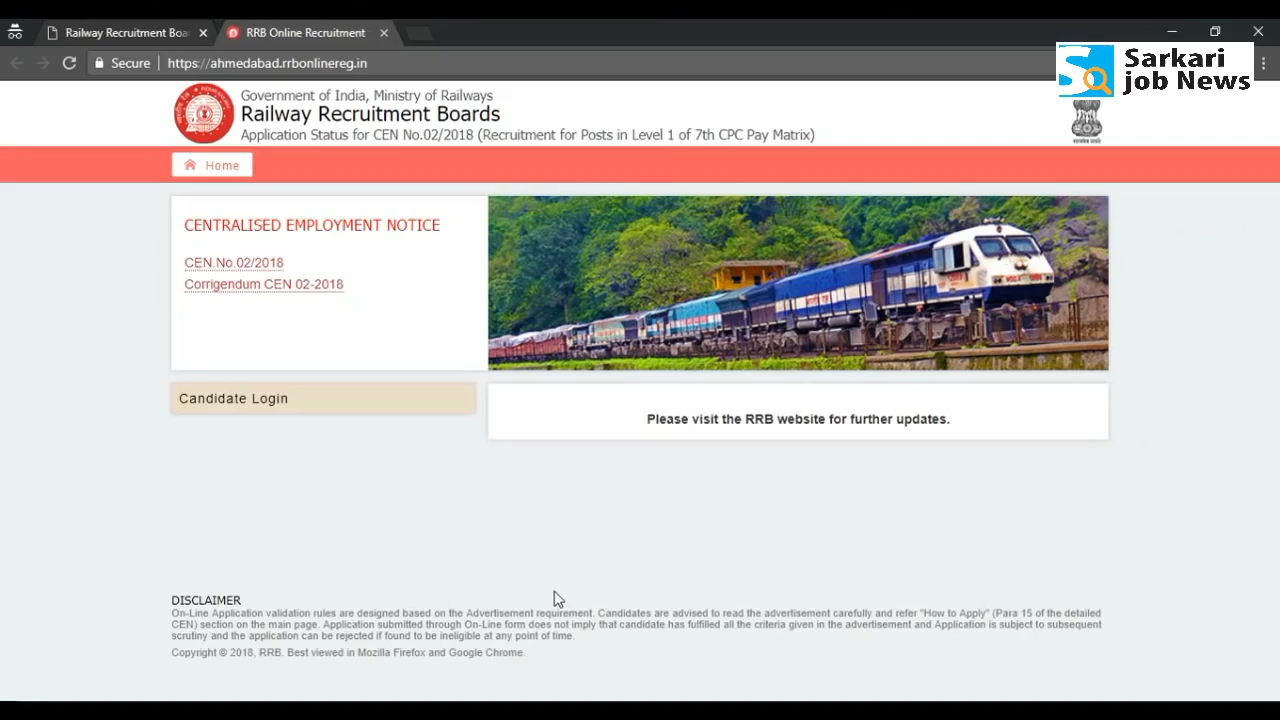 Railway Recruitment Boa
RRB Online Recruitment
Secure
https://ahmedabad.rrbonlinereg.in
Sarkari
job News
Government of India, Ministry of Railways
Railway Recruitment Boards
Application Status for CEN No.02/2018 (Recruitment for Posts in Level 1 of 7th CPC Pay Matrix)
Home
CENTRALISED EMPLOYMENT NOTICE
CEN.No.02/2018
Corrigendum CEN 02-2018
Candidate Login
Please visit the RRB website for further updates.
DISCLAIMER
On-Line Application validation rules are designed based on the Advertisement requirement. Candidates are advised to read the advertisement carefully and refer "How to Apply" (Para 15 of the detailed
CEN) section on the main page. Application submitted through On-Line form does not imply that candidate has fulfilled all the criteria given in the advertisement and Application is subject to subsequent
scrutiny and the application can be rejected if found to be ineligible at any point of time.
Copyright © 2018, RRB. Best viewed in Mozilla Firefox and Google Chrome.